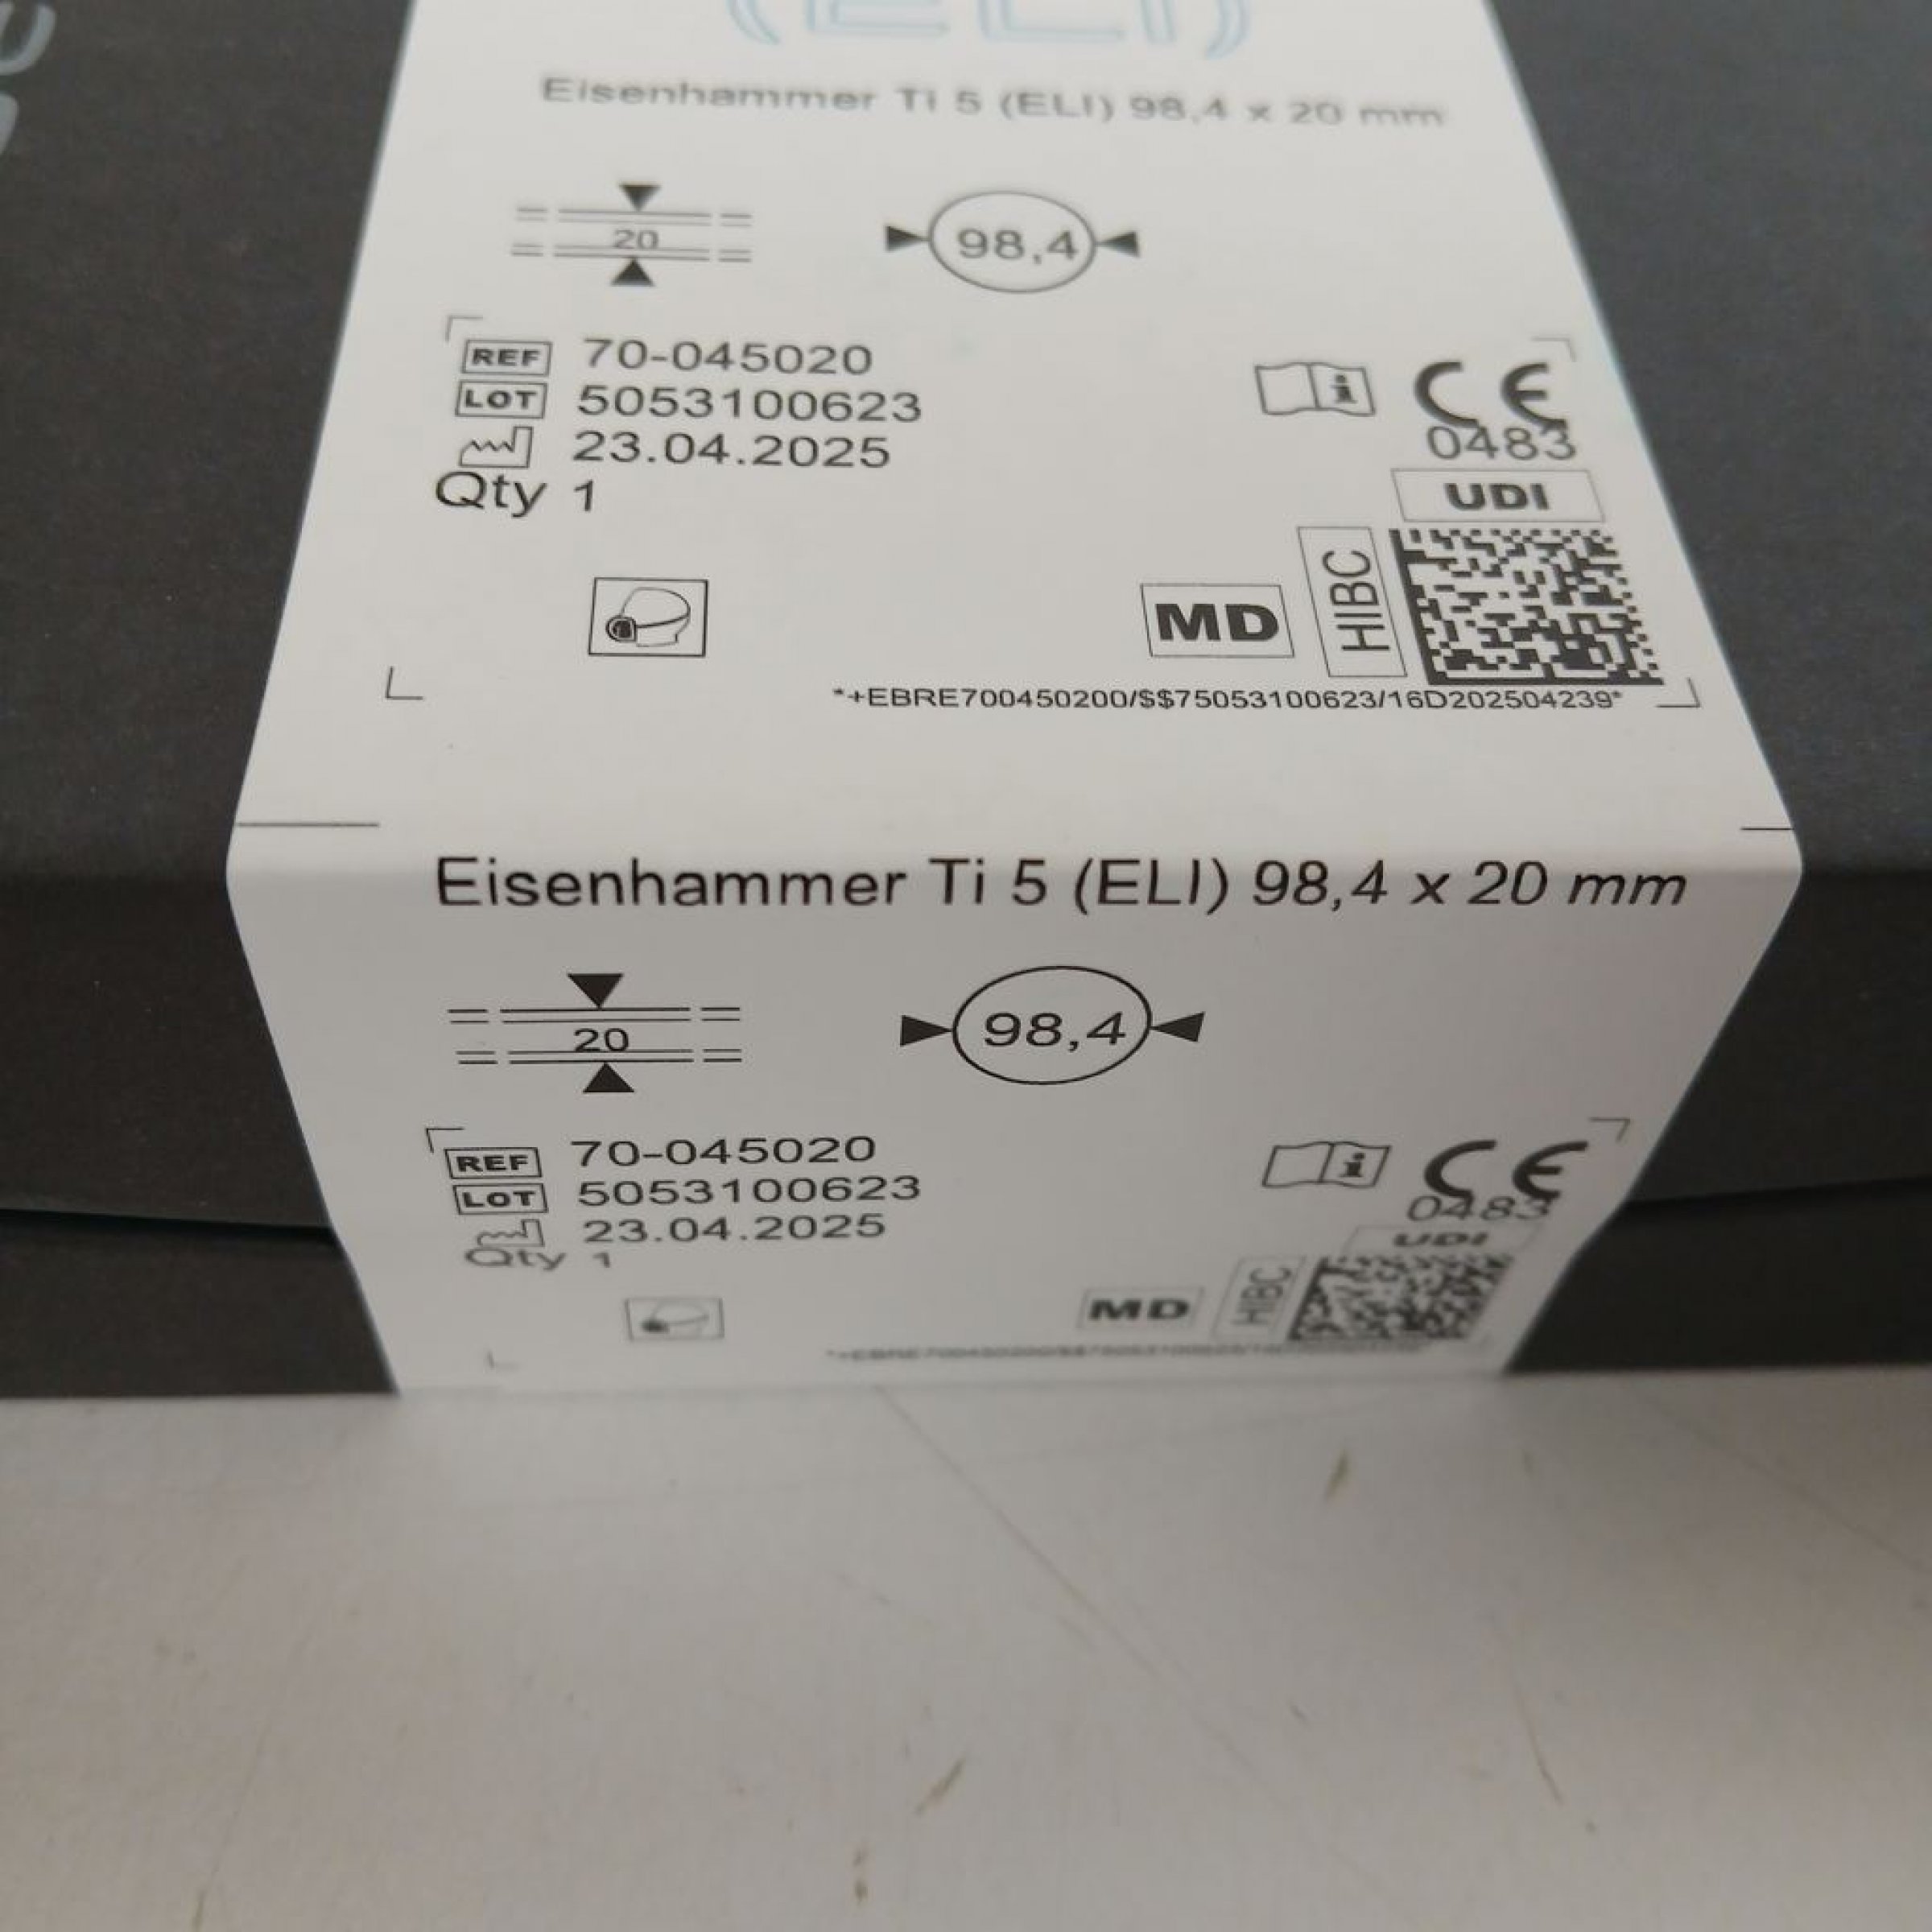 (ELI)
Eisenhammer Ti 5 (ELI) 98,4 x 20 mm
20
98,4
REF 70-045020
LOT 5053100623
23.04.2025
Qty 1
i
CE
0483
UDI
MD
HIBC
*+EBRE700450200/$$75053100623/16D202504239*
Eisenhammer Ti 5 (ELI) 98,4 x 20 mm
20
98,4
REF 70-045020
LOT 5053100623
23.04.2025
Qty 1
i
CE
0483
UDI
MD
HIBC